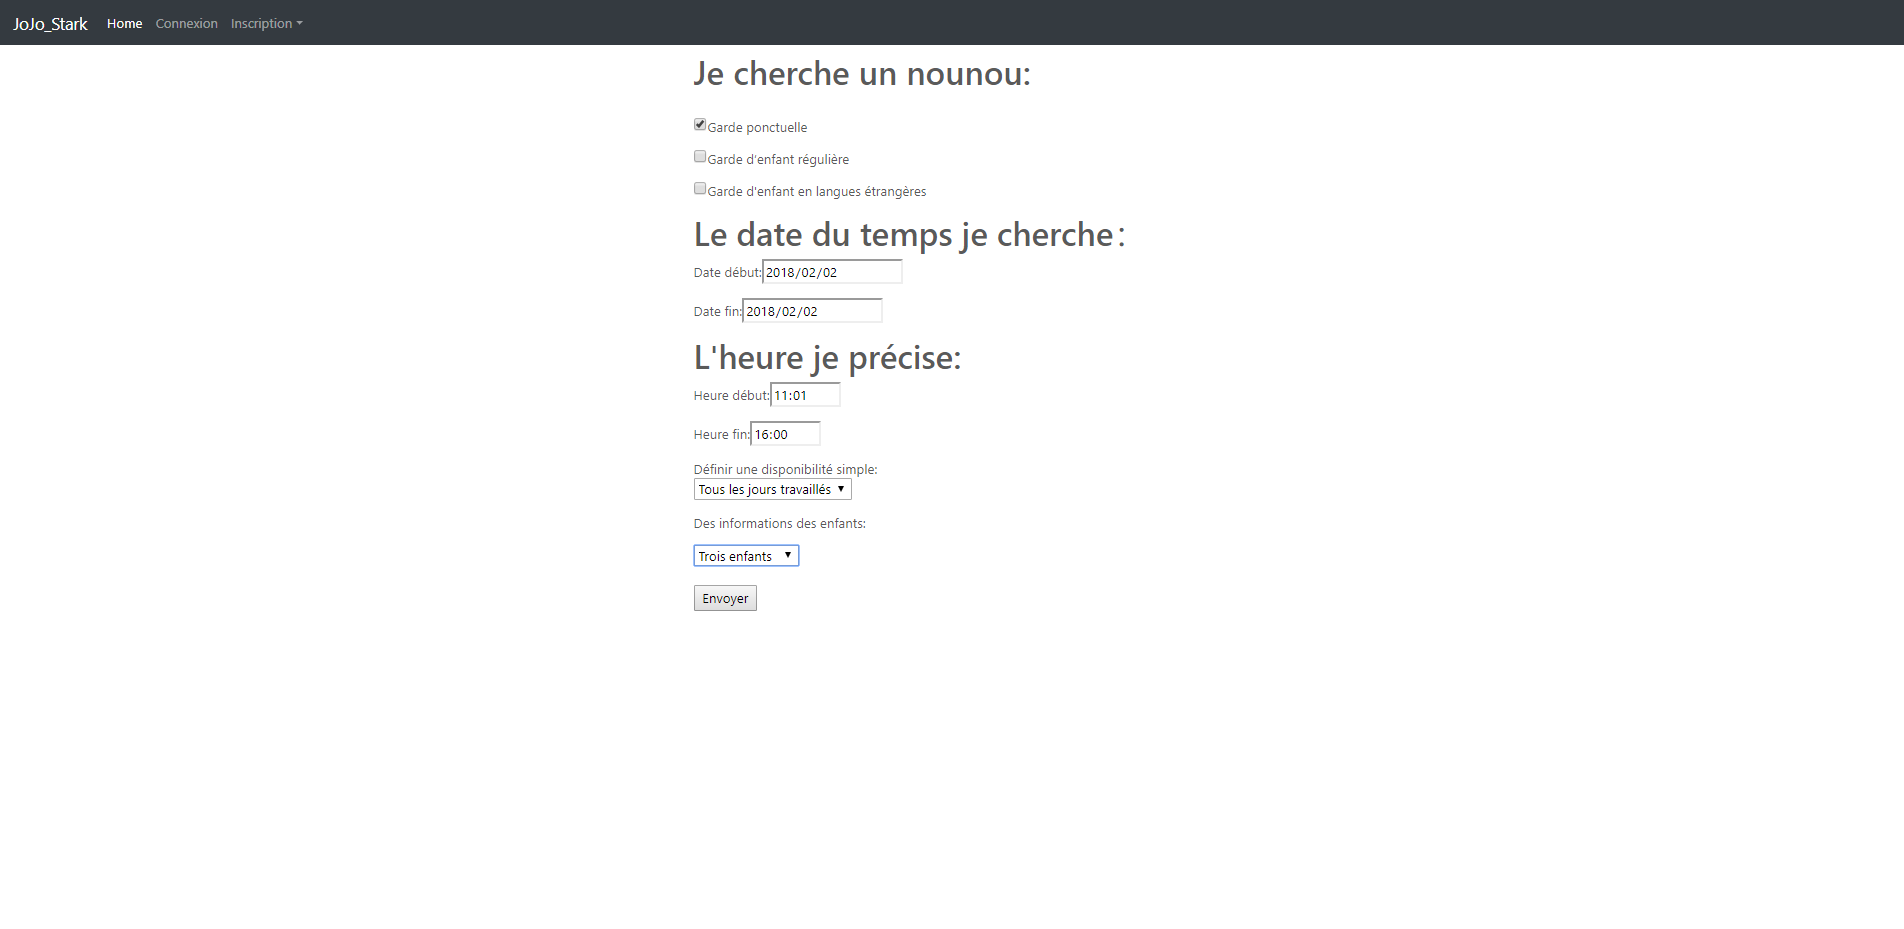 JoJo_Stark Home Connexion Inscription
Je cherche un nounou:
Garde ponctuelle
Garde d'enfant régulière
Garde d'enfant en langues étrangères
Le date du temps je cherche:
Date début: 2018/02/02
Date fin: 2018/02/02
L'heure je précise:
Heure début: 11:01
Heure fin: 16:00
Définir une disponibilité simple:
Tous les jours travaillés
Des informations des enfants:
Trois enfants
Envoyer